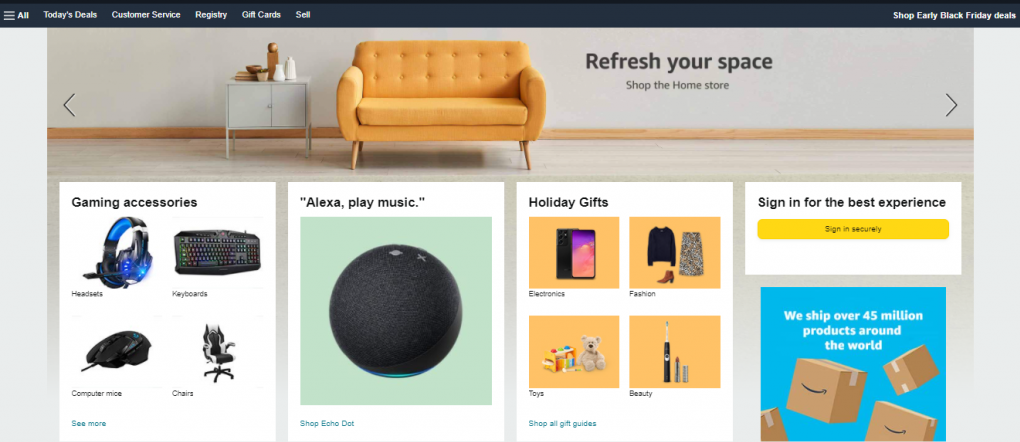 All Today's Deals Customer Service Registry Gift Cards Sell Shop Early Black Friday deals
Refresh your space
Shop the Home store
Gaming accessories
Headsets Keyboards
Computer mice Chairs
See more
"Alexa, play music."
Shop Echo Dot
Holiday Gifts
Electronics Fashion
Toys Beauty
Shop all gift guides
Sign in for the best experience
Sign in securely
We ship over 45 million
products around
the world